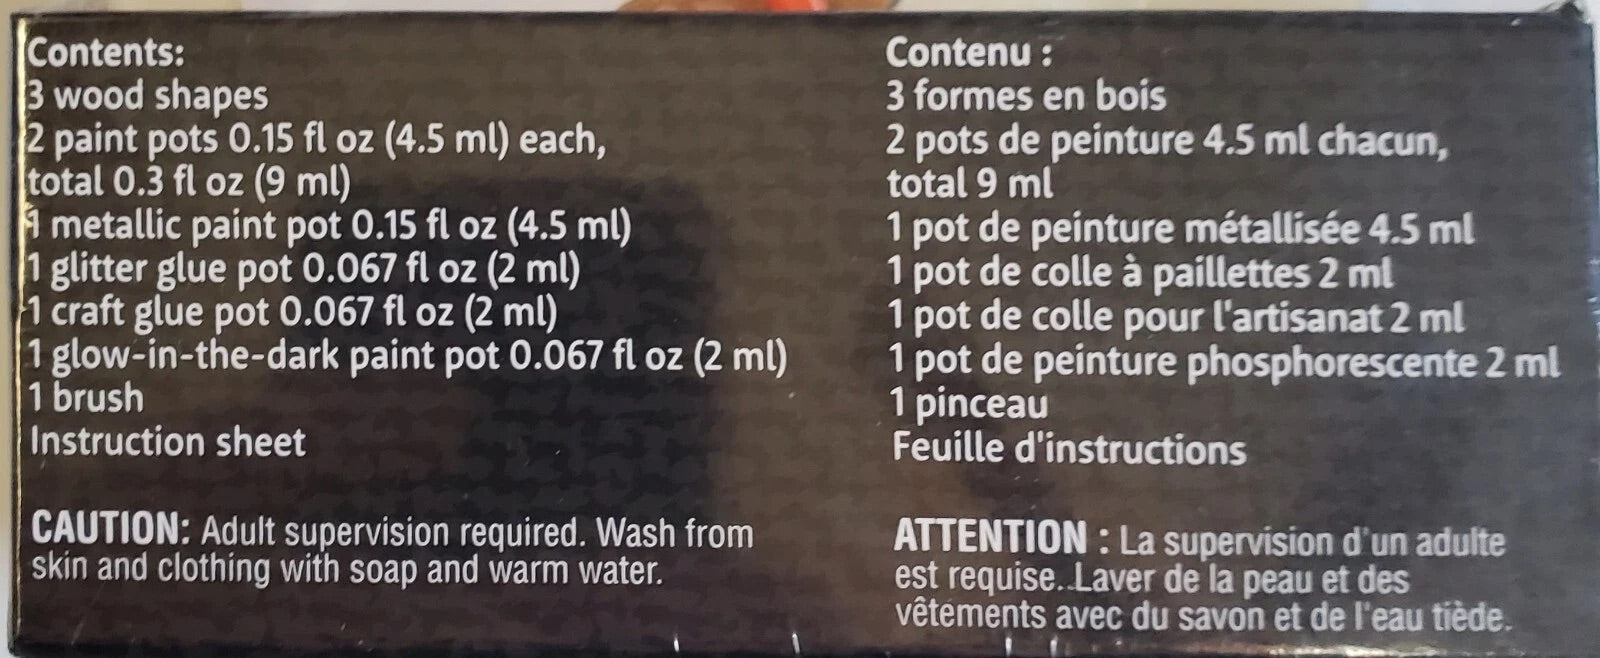 Contents:
3 wood shapes
2 paint pots 0.15 fl oz (4.5 ml) each,
total 0.3 fl oz (9 ml)
1 metallic paint pot 0.15 fl oz (4.5 ml)
1 glitter glue pot 0.067 fl oz (2 ml)
1 craft glue pot 0.067 fl oz (2 ml)
1 glow-in-the-dark paint pot 0.067 fl oz (2 ml)
1 brush
Instruction sheet
CAUTION: Adult supervision required. Wash from
skin and clothing with soap and warm water.
Contenu :
3 formes en bois
2 pots de peinture 4.5 ml chacun,
total 9 ml
1 pot de peinture métallisée 4.5 ml
1 pot de colle à paillettes 2 ml
1 pot de colle pour l'artisanat 2 ml
1 pot de peinture phosphorescente 2 ml
1 pinceau
Feuille d'instructions
ATTENTION : La supervision d'un adulte
est requise. Laver de la peau et des
vêtements avec du savon et de l'eau tiède.